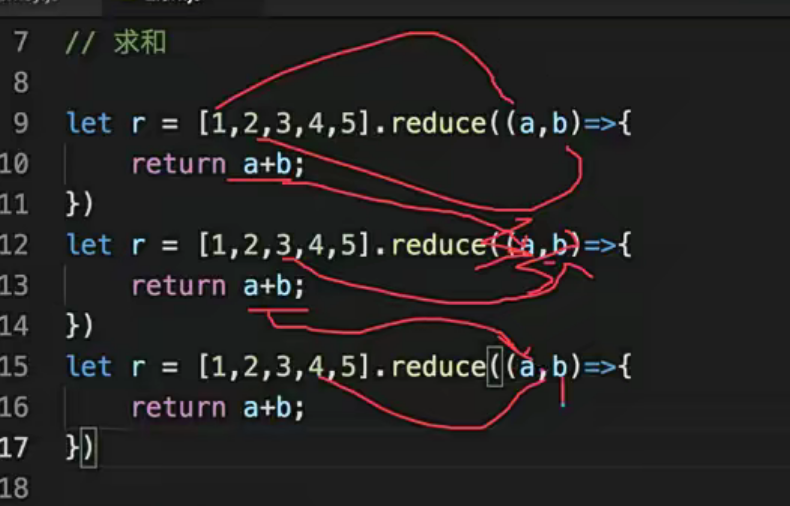 7 // 求和
8
9 let r = [1,2,3,4,5].reduce((a,b)=>{
10 return a+b;
11 })
12 let r = [1,2,3,4,5].reduce((a,b)=>{
13 return a+b;
14 })
15 let r = [1,2,3,4,5].reduce((a,b)=>{
16 return a+b;
17 })
18